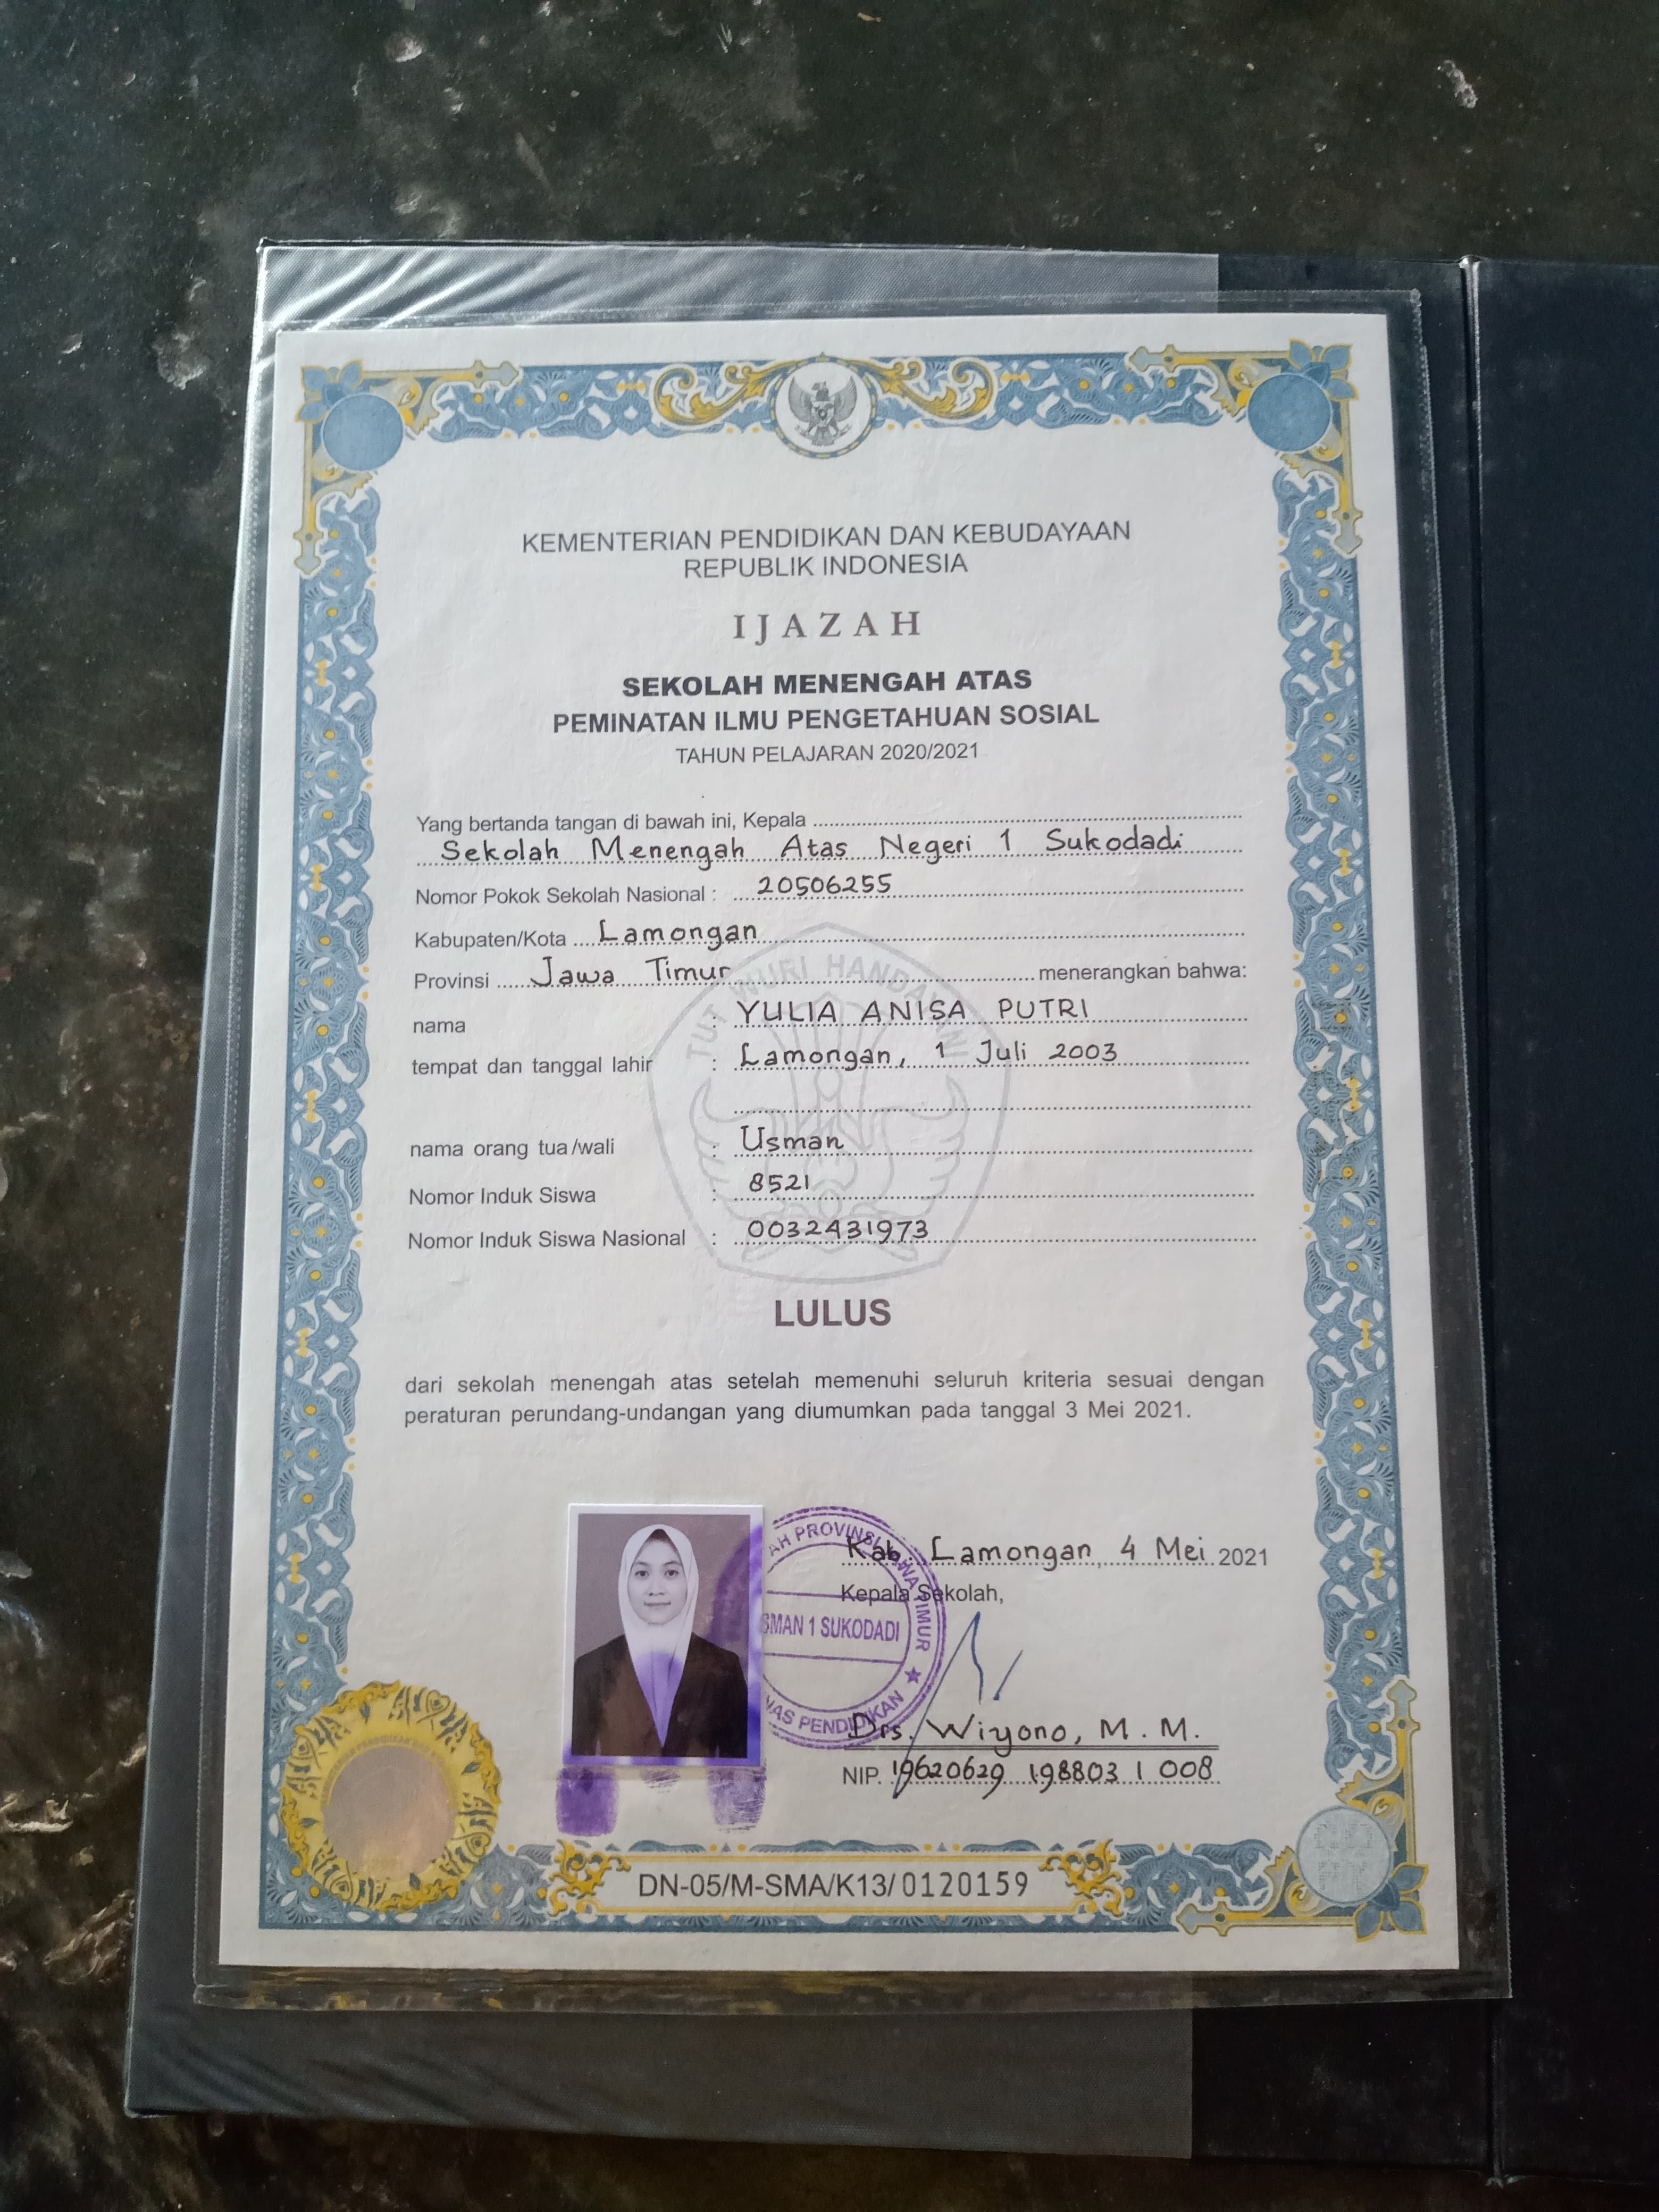 KEMENTERIAN PENDIDIKAN DAN KEBUDAYAAN
REPUBLIK INDONESIA
IJAZAH
SEKOLAH MENENGAH ATAS
PEMINATAN ILMU PENGETAHUAN SOSIAL
TAHUN PELAJARAN 2020/2021
Yang bertanda tangan di bawah ini, Kepala
Sekolah Menengah Atas Negeri 1 Sukodadi
Nomor Pokok Sekolah Nasional : 20506255
Kabupaten/Kota Lamongan
Provinsi Jawa Timur menerangkan bahwa:
nama : YULIA ANISA PUTRI
tempat dan tanggal lahir : Lamongan, 1 Juli 2003
nama orang tua/wali : Usman
Nomor Induk Siswa : 8521
Nomor Induk Siswa Nasional : 0032431973
TUT WURI HANDAYANI
LULUS
dari sekolah menengah atas setelah memenuhi seluruh kriteria sesuai dengan
peraturan perundang-undangan yang diumumkan pada tanggal 3 Mei 2021.
Kab. Lamongan, 4 Mei 2021
Kepala Sekolah,
PROVINSI JAWA TIMUR
SMAN 1 SUKODADI
PENDIDIKAN
Drs. Wiyono, M.M.
NIP. 19620629 198803 1 008
DN-05/M-SMA/K13/0120159